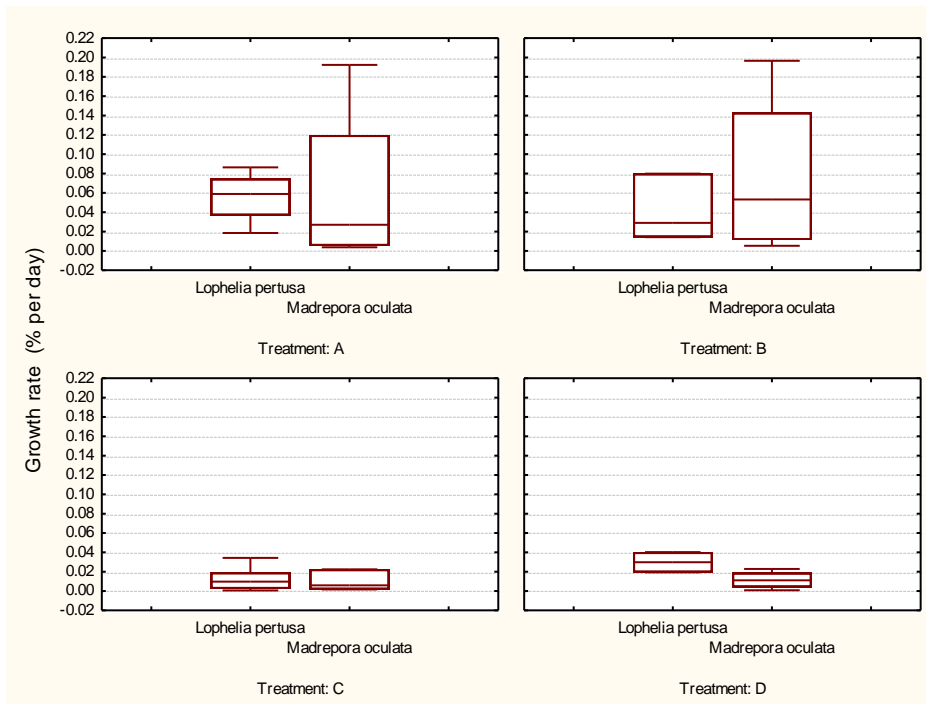 Growth rate (% per day)
0.22
0.20
0.18
0.16
0.14
0.12
0.10
0.08
0.06
0.04
0.02
0.00
-0.02
Lophelia pertusa
Madrepora oculata
Treatment: A
Lophelia pertusa
Madrepora oculata
Treatment: B
0.22
0.20
0.18
0.16
0.14
0.12
0.10
0.08
0.06
0.04
0.02
0.00
-0.02
Lophelia pertusa
Madrepora oculata
Treatment: C
Lophelia pertusa
Madrepora oculata
Treatment: D